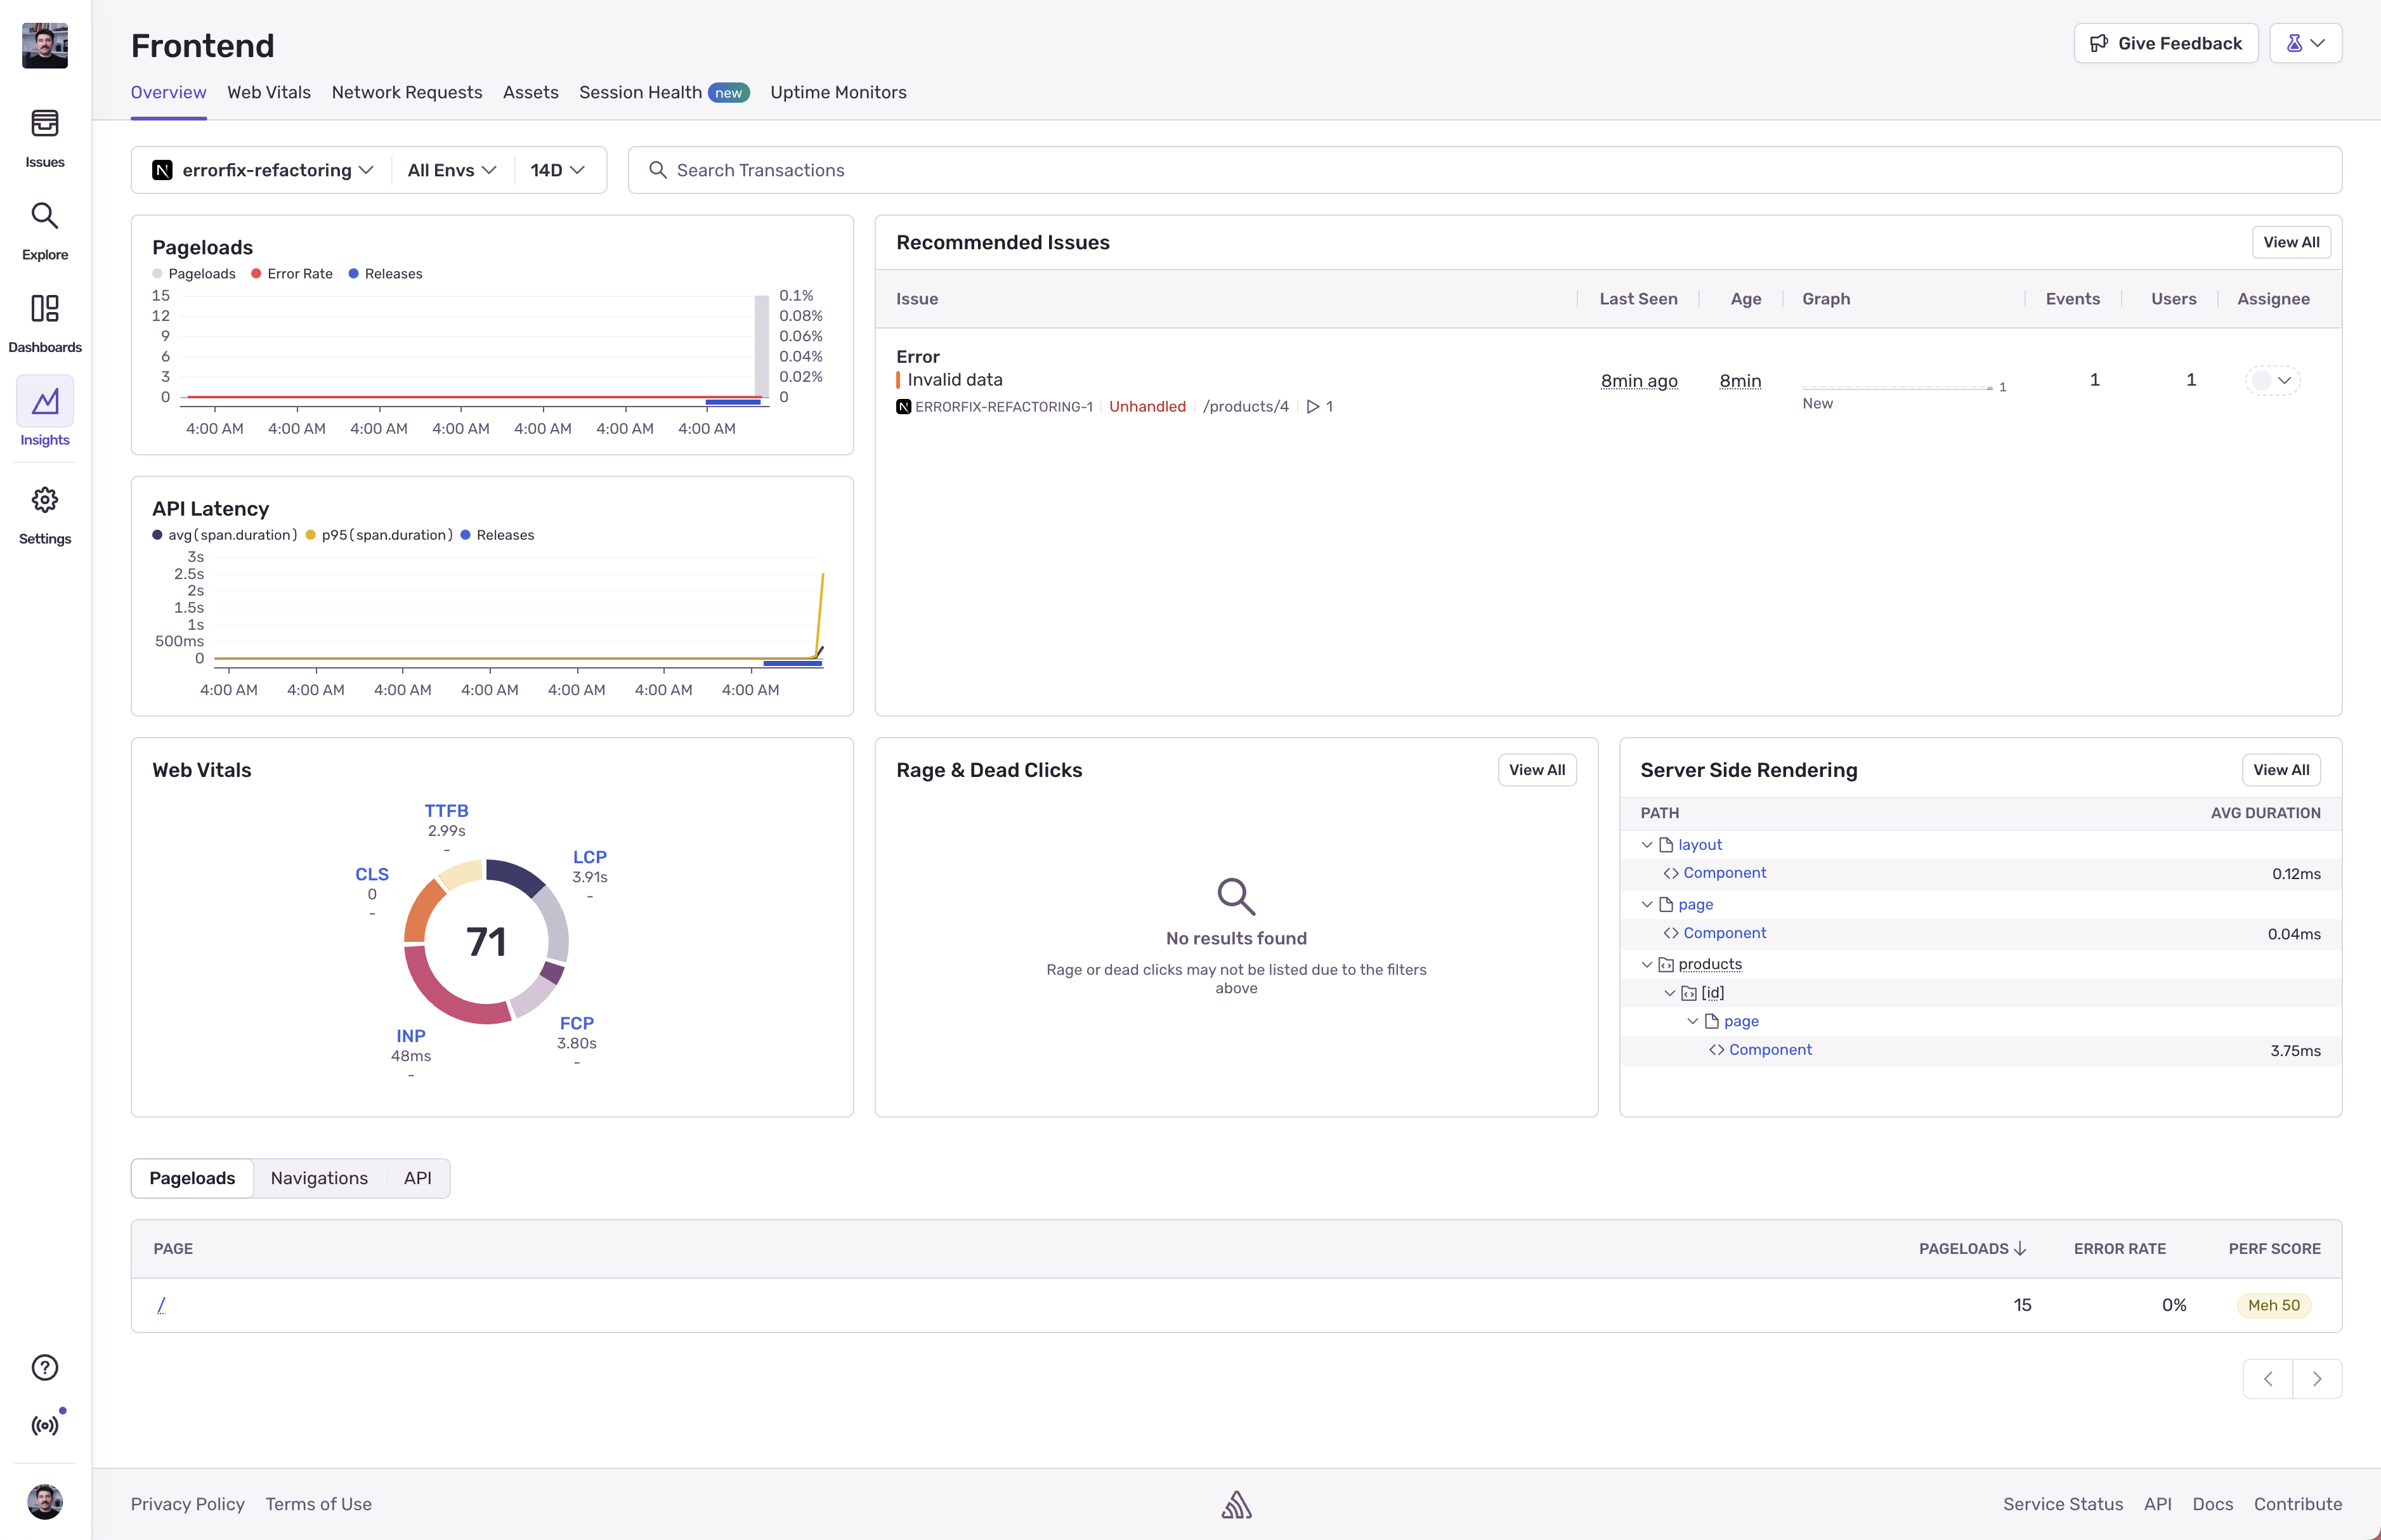 Frontend
Give Feedback
Overview Web Vitals Network Requests Assets Session Health new Uptime Monitors
Issues
Explore
Dashboards
Insights
Settings
N errorfix-refactoring All Envs 14D
Search Transactions
Pageloads
Pageloads Error Rate Releases
15 0.1%
12 0.08%
9 0.06%
6 0.04%
3 0.02%
0 0
4:00 AM 4:00 AM 4:00 AM 4:00 AM 4:00 AM 4:00 AM 4:00 AM
Recommended Issues View All
Issue Last Seen Age Graph Events Users Assignee
Error
Invalid data
N ERRORFIX-REFACTORING-1 Unhandled /products/4 1
8min ago 8min 1 1 1
New
API Latency
avg(span.duration) p95(span.duration) Releases
3s
2.5s
2s
1.5s
1s
500ms
0
4:00 AM 4:00 AM 4:00 AM 4:00 AM 4:00 AM 4:00 AM 4:00 AM
Web Vitals
TTFB
2.99s
-
LCP
3.91s
-
CLS
0
-
71
FCP
3.80s
-
INP
48ms
-
Rage & Dead Clicks View All
No results found
Rage or dead clicks may not be listed due to the filters
above
Server Side Rendering View All
PATH AVG DURATION
layout
<> Component 0.12ms
page
<> Component 0.04ms
products
[id]
page
<> Component 3.75ms
Pageloads Navigations API
PAGE PAGELOADS ↓ ERROR RATE PERF SCORE
/ 15 0% Meh 50
Privacy Policy Terms of Use
Service Status API Docs Contribute